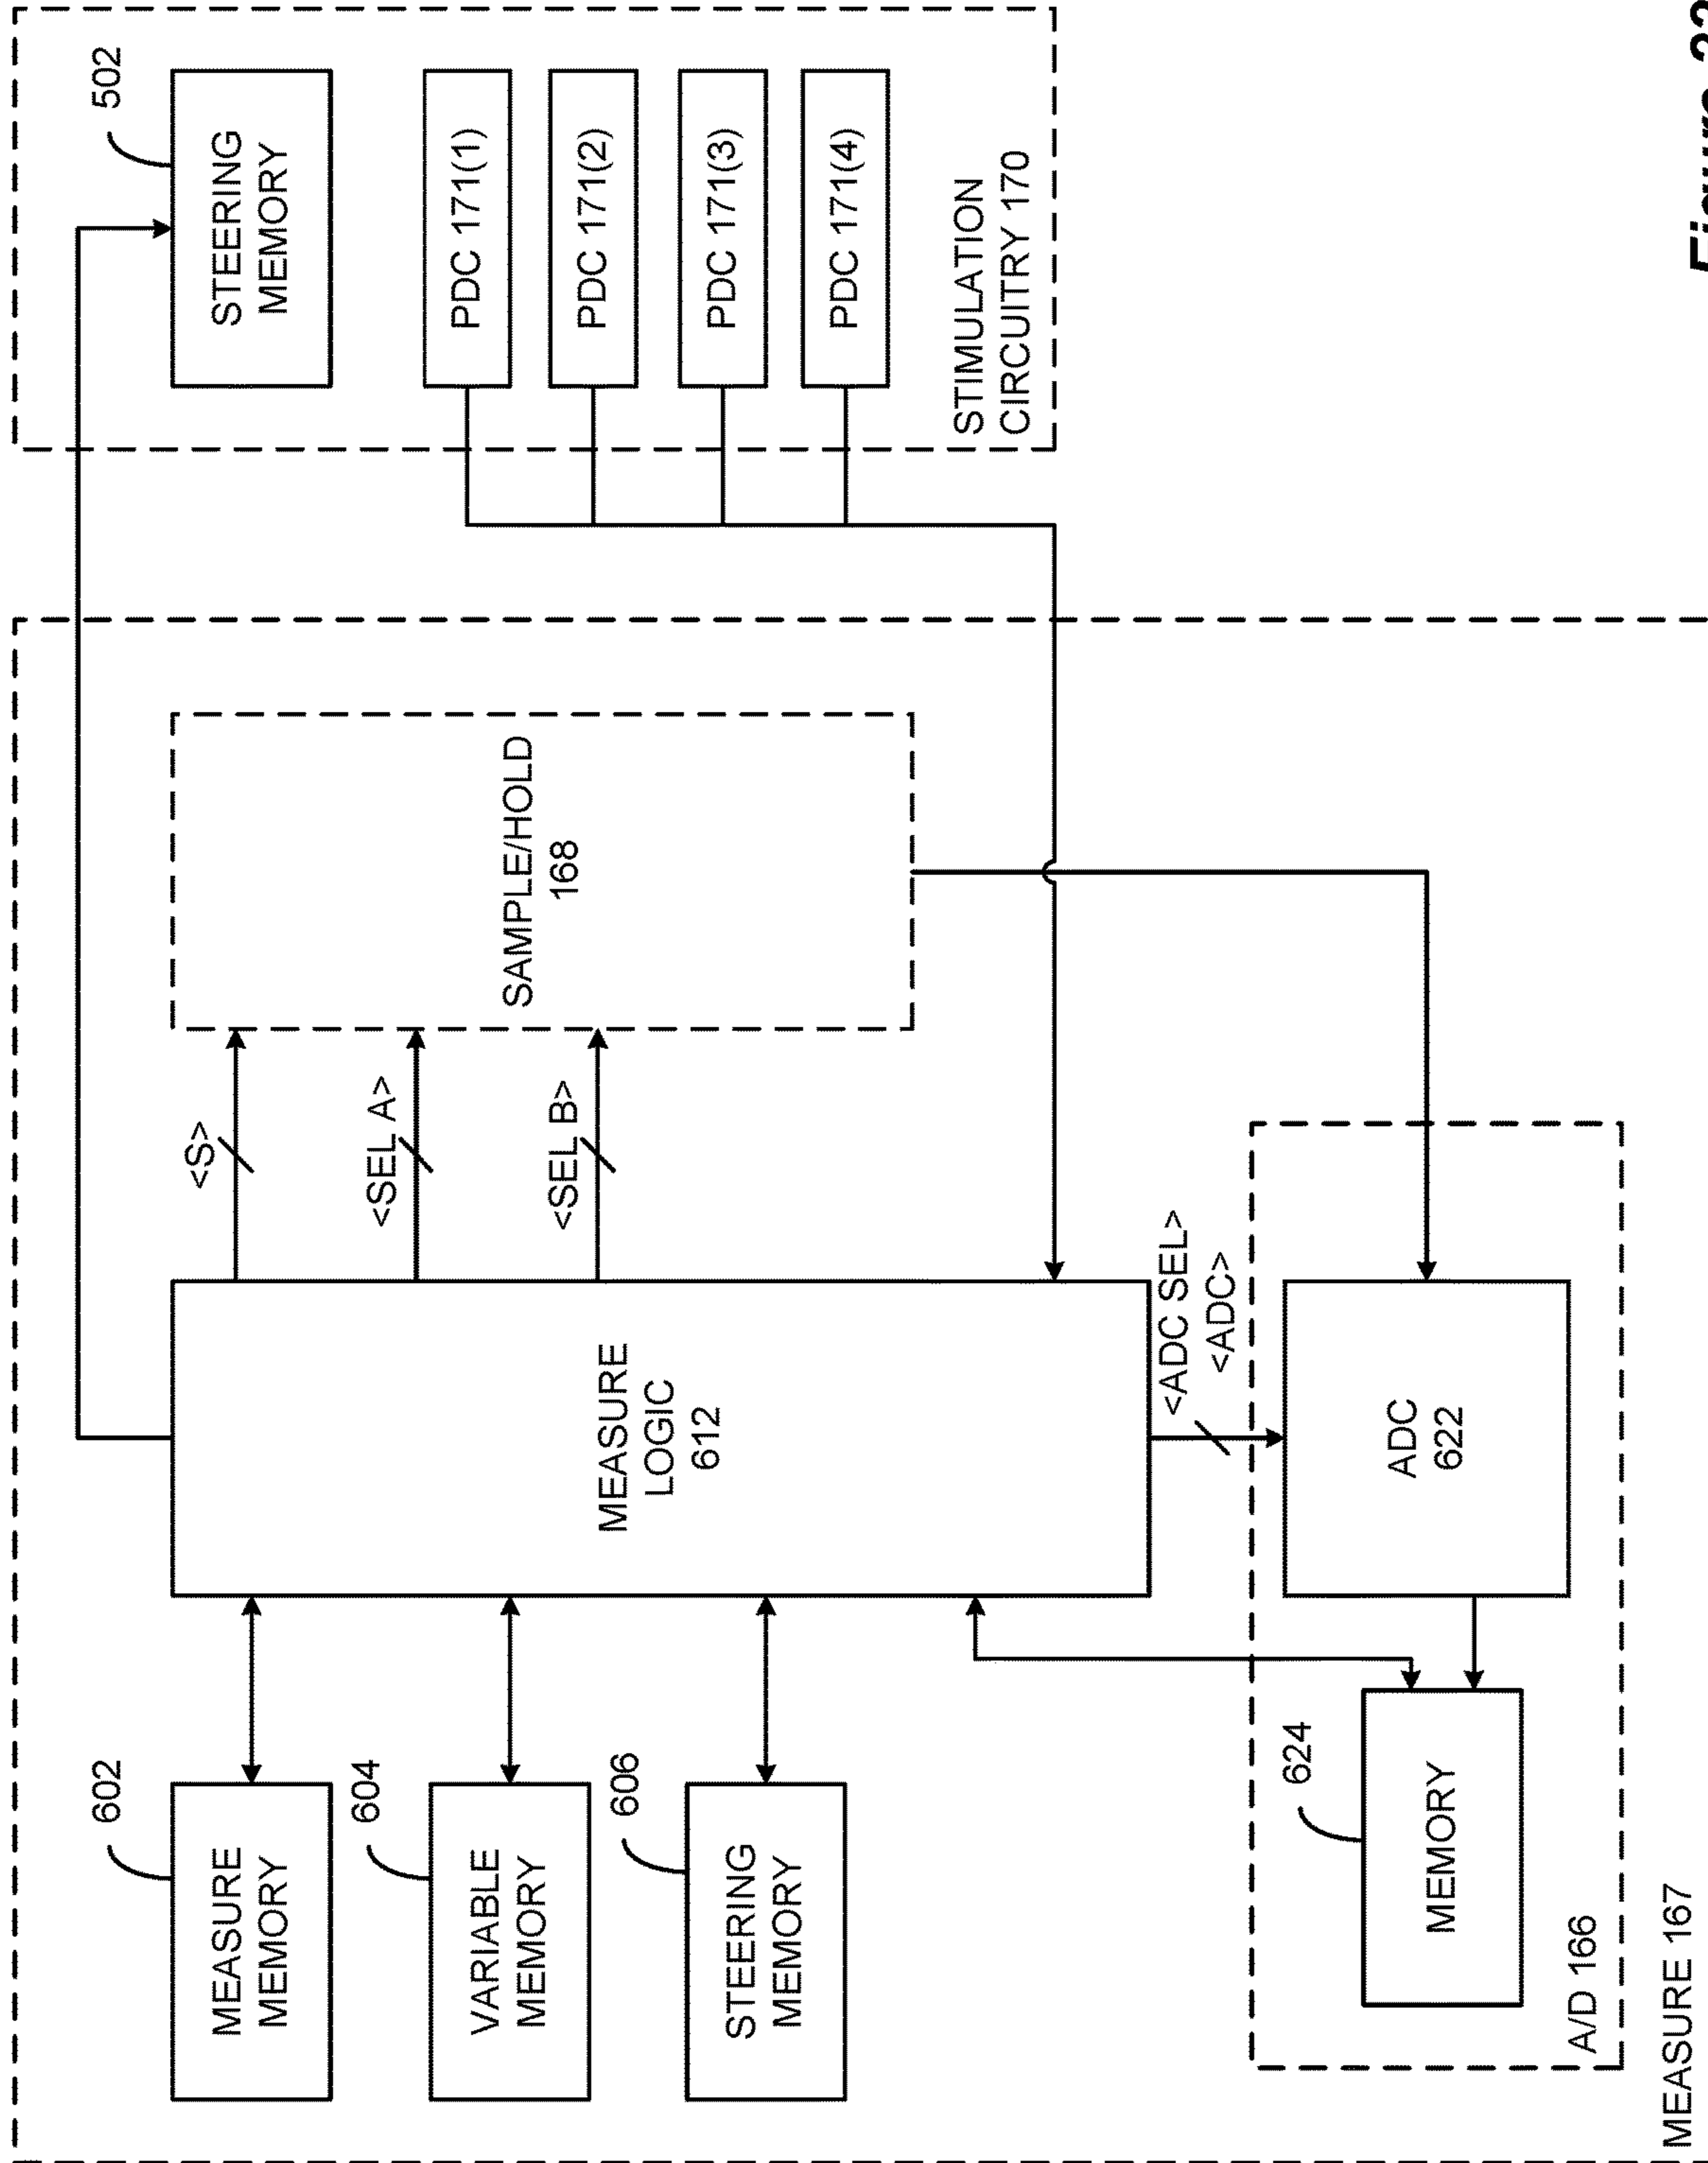 602
MEASURE
MEMORY
604
VARIABLE
MEMORY
606
STEERING
MEMORY
MEASURE
LOGIC
612
<S>
<SEL A>
<SEL B>
SAMPLE/HOLD
168
502
STEERING
MEMORY
PDC 171(1)
PDC 171(2)
PDC 171(3)
PDC 171(4)
STIMULATION
CIRCUITRY 170
<ADC SEL>
<ADC>
624
MEMORY
ADC
622
A/D 166
MEASURE 167
Figure